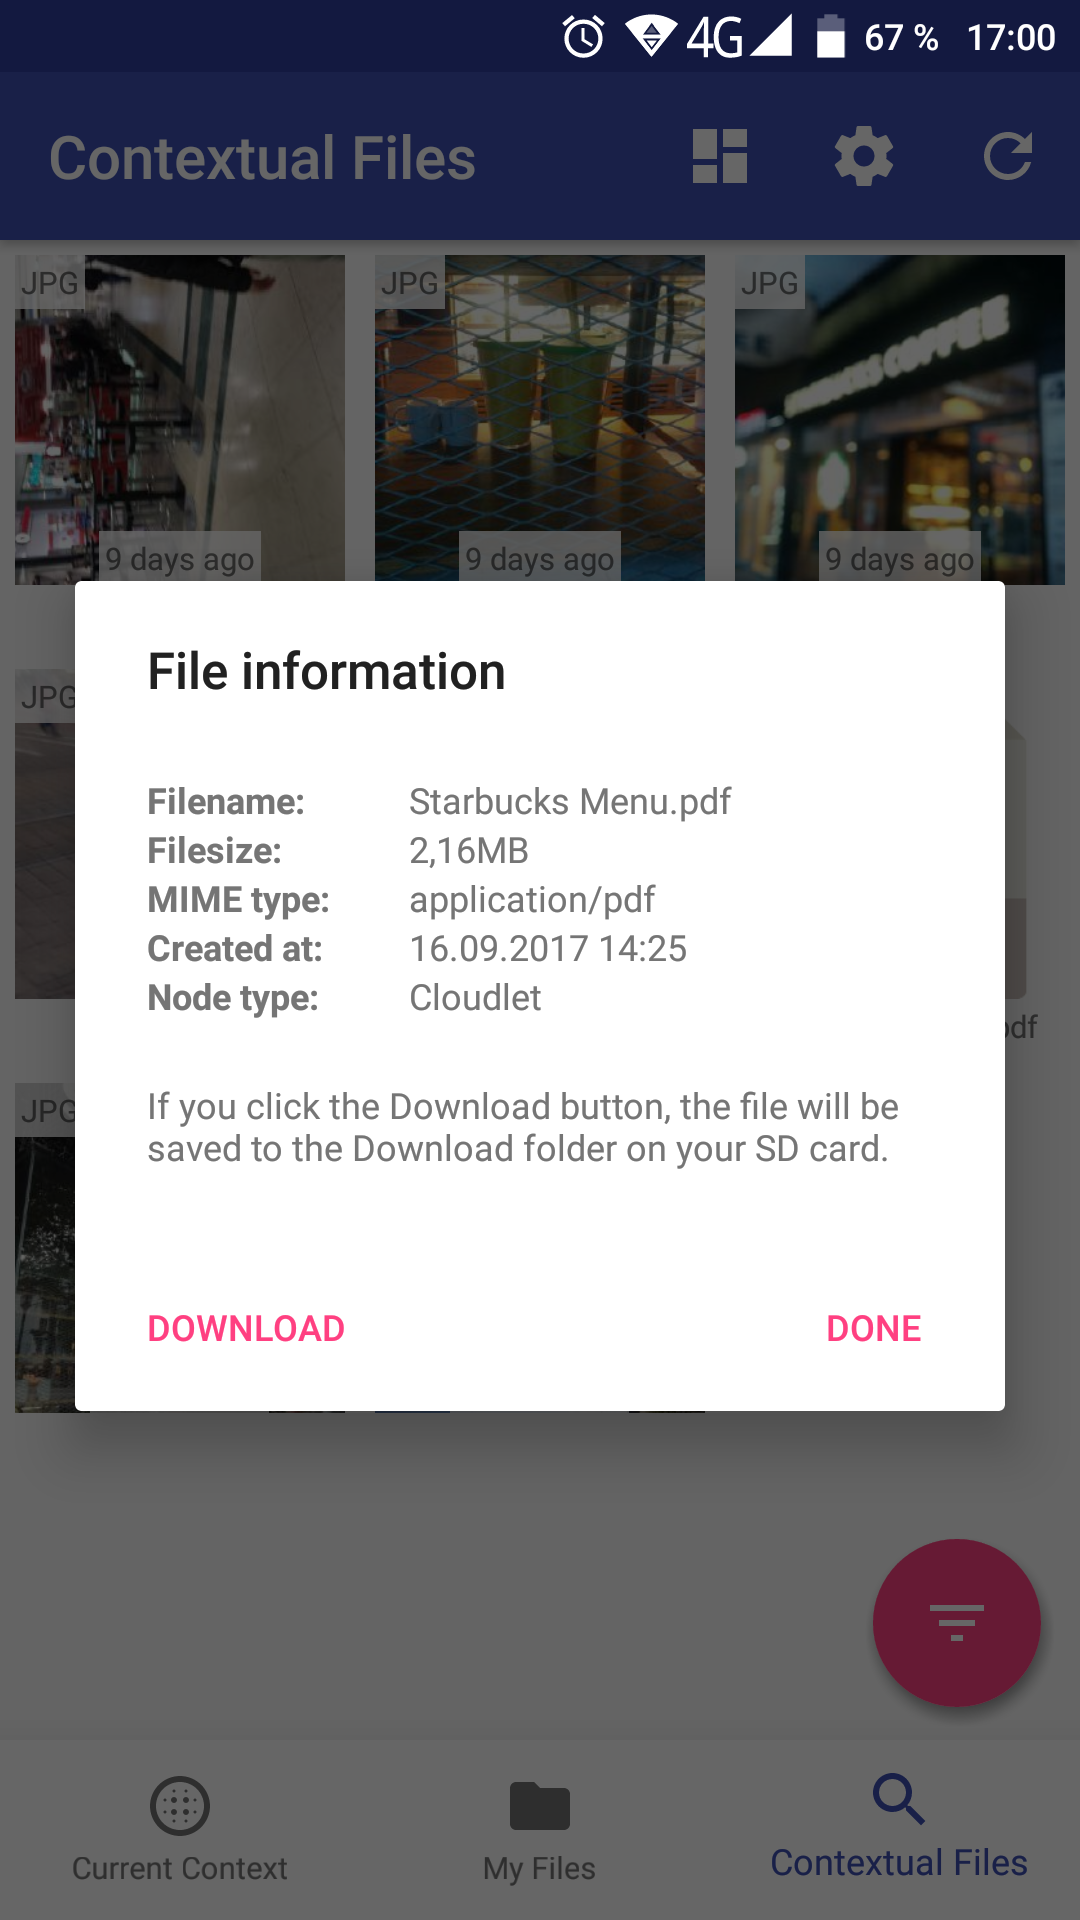 4G 67 % 17:00
Contextual Files
JPG JPG JPG
STARBUCKS COFFEE
9 days ago 9 days ago 9 days ago
JPG
File information
Filename: Starbucks Menu.pdf
Filesize: 2,16MB
MIME type: application/pdf
Created at: 16.09.2017 14:25
Node type: Cloudlet
pdf
If you click the Download button, the file will be
saved to the Download folder on your SD card.
JPG
DOWNLOAD DONE
Current Context My Files Contextual Files